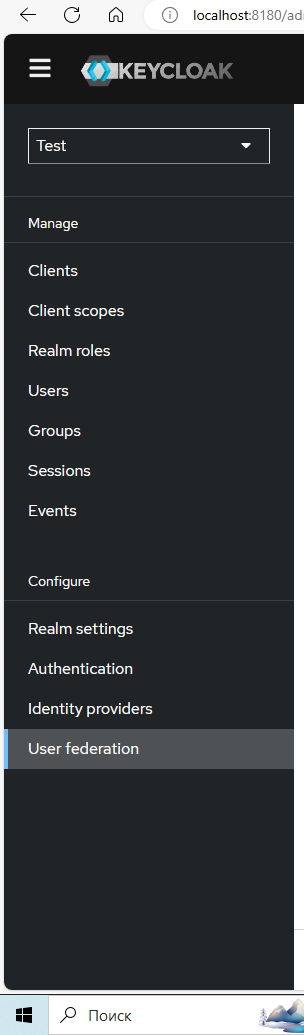 localhost:8180/adı
KEYCLOAK
Test
Manage
Clients
Client scopes
Realm roles
Users
Groups
Sessions
Events
Configure
Realm settings
Authentication
Identity providers
User federation
Поиск